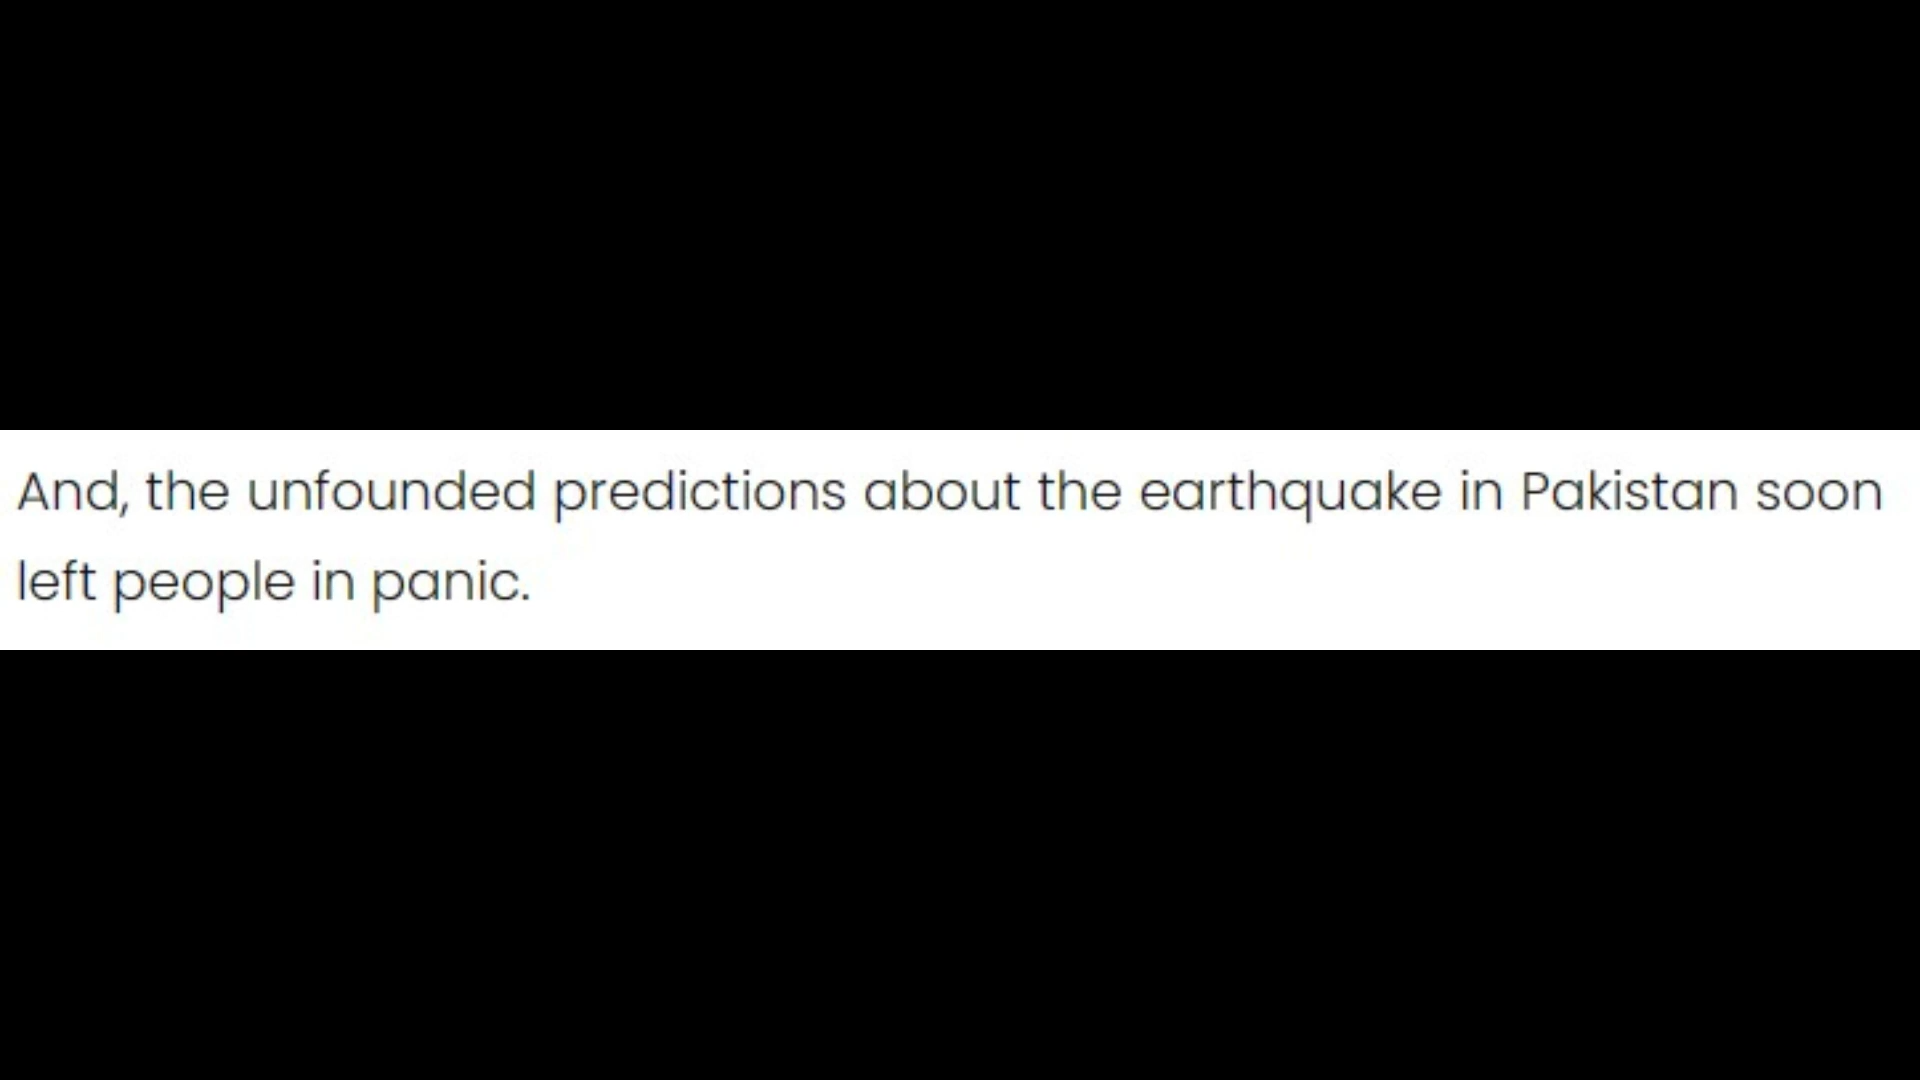 And, the unfounded predictions about the earthquake in Pakistan soon
left people in panic.